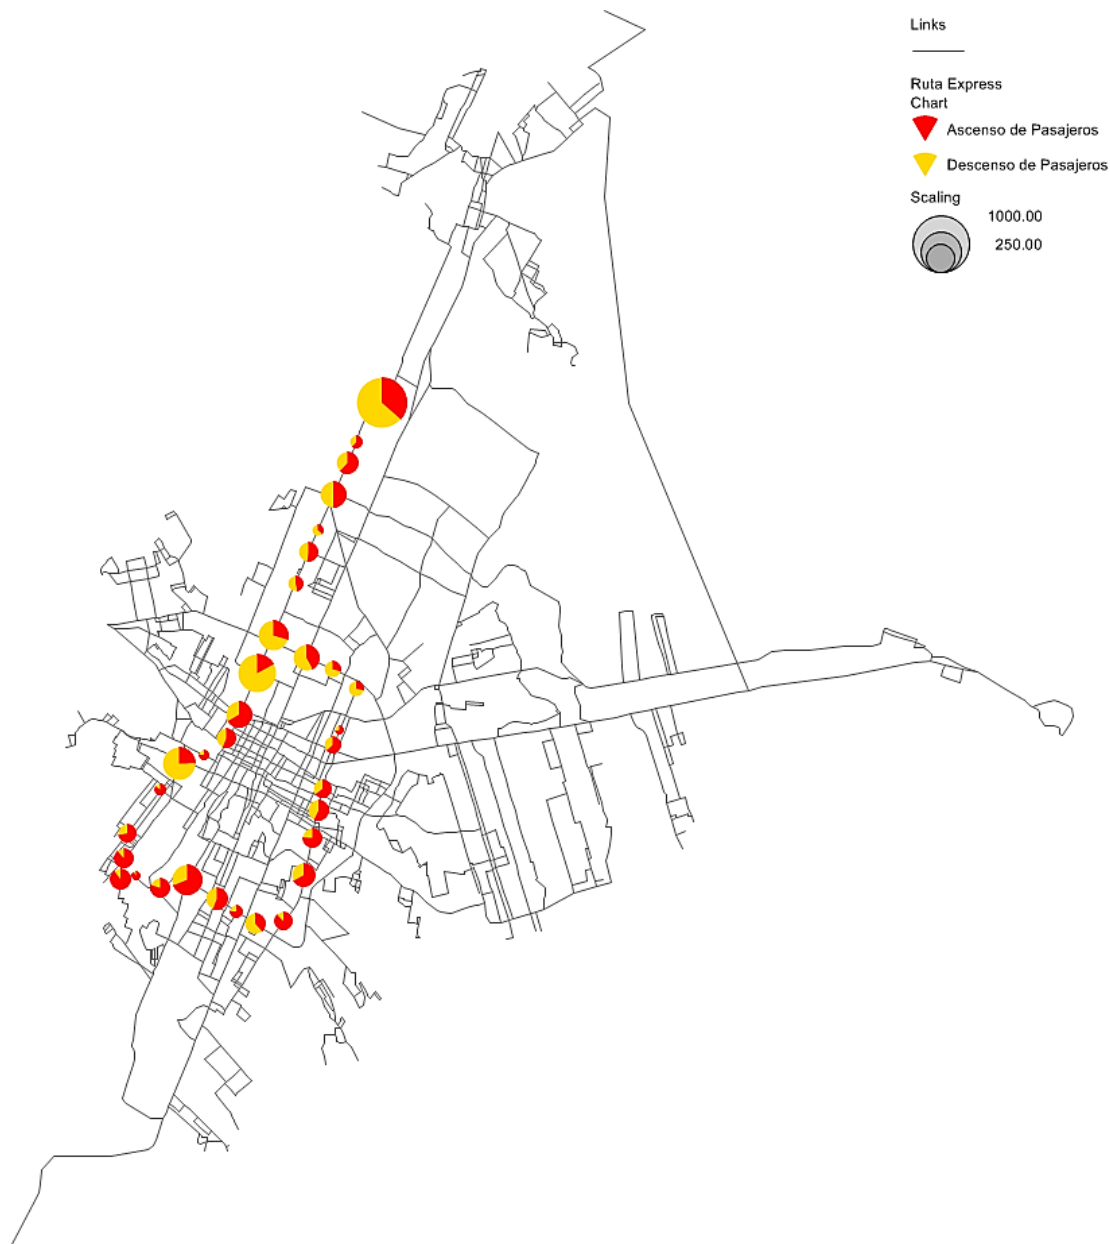 Links
Ruta Express
Chart
Ascenso de Pasajeros
Descenso de Pasajeros
Scaling
1000.00
250.00